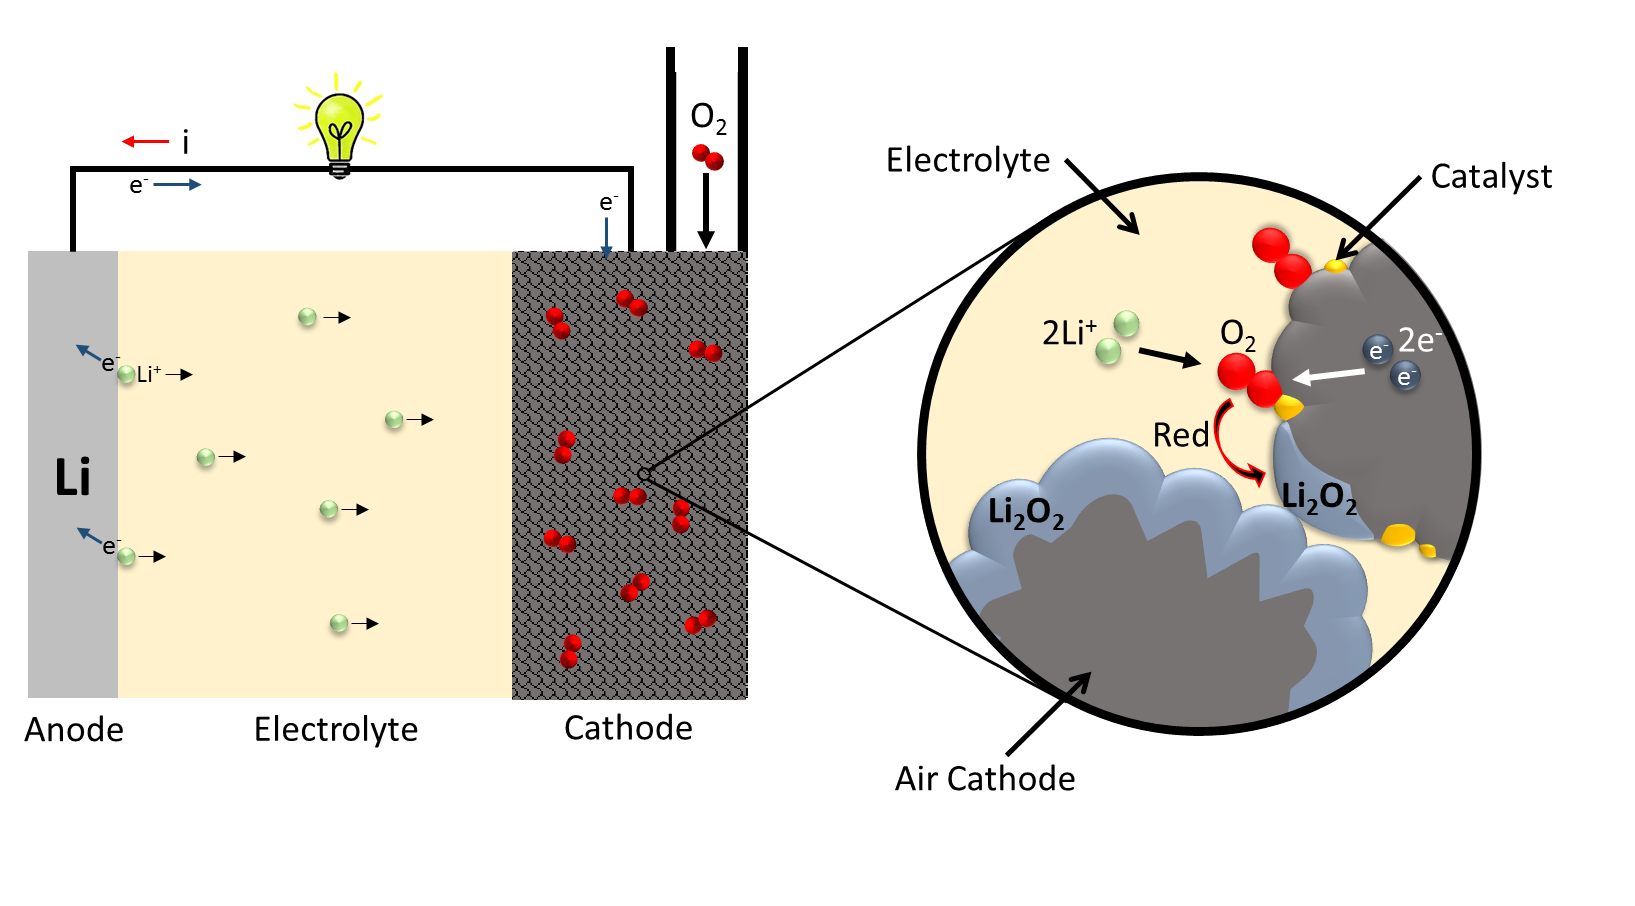 i
e⁻
e⁻
O₂
e⁻
Li⁺
Li
e⁻
Anode
Electrolyte
Cathode
Electrolyte
Catalyst
2Li⁺
O₂
2e⁻
e⁻
e⁻
Red
Li₂O₂
Li₂O₂
Air Cathode